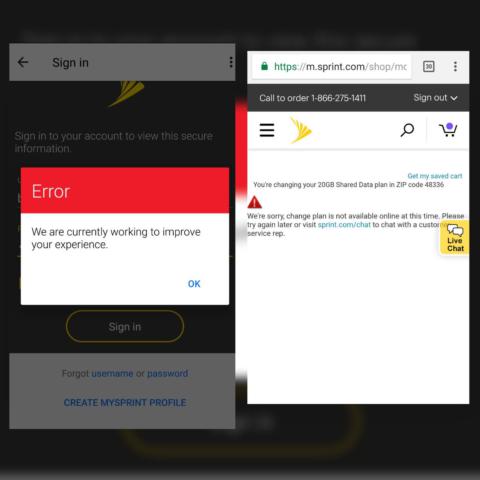 Sign in
Sign in to your account to view this secure
information.
Error
We are currently working to improve
your experience.
OK
Sign in
Forgot username or password
CREATE MYSPRINT PROFILE
https://m.sprint.com/shop/mc
30
Call to order 1-866-275-1411
Sign out
Get my saved cart
You're changing your 20GB Shared Data plan in ZIP code 48336
We're sorry, change plan is not available online at this time. Please
try again later or visit sprint.com/chat to chat with a customer
service rep.
Live
Chat